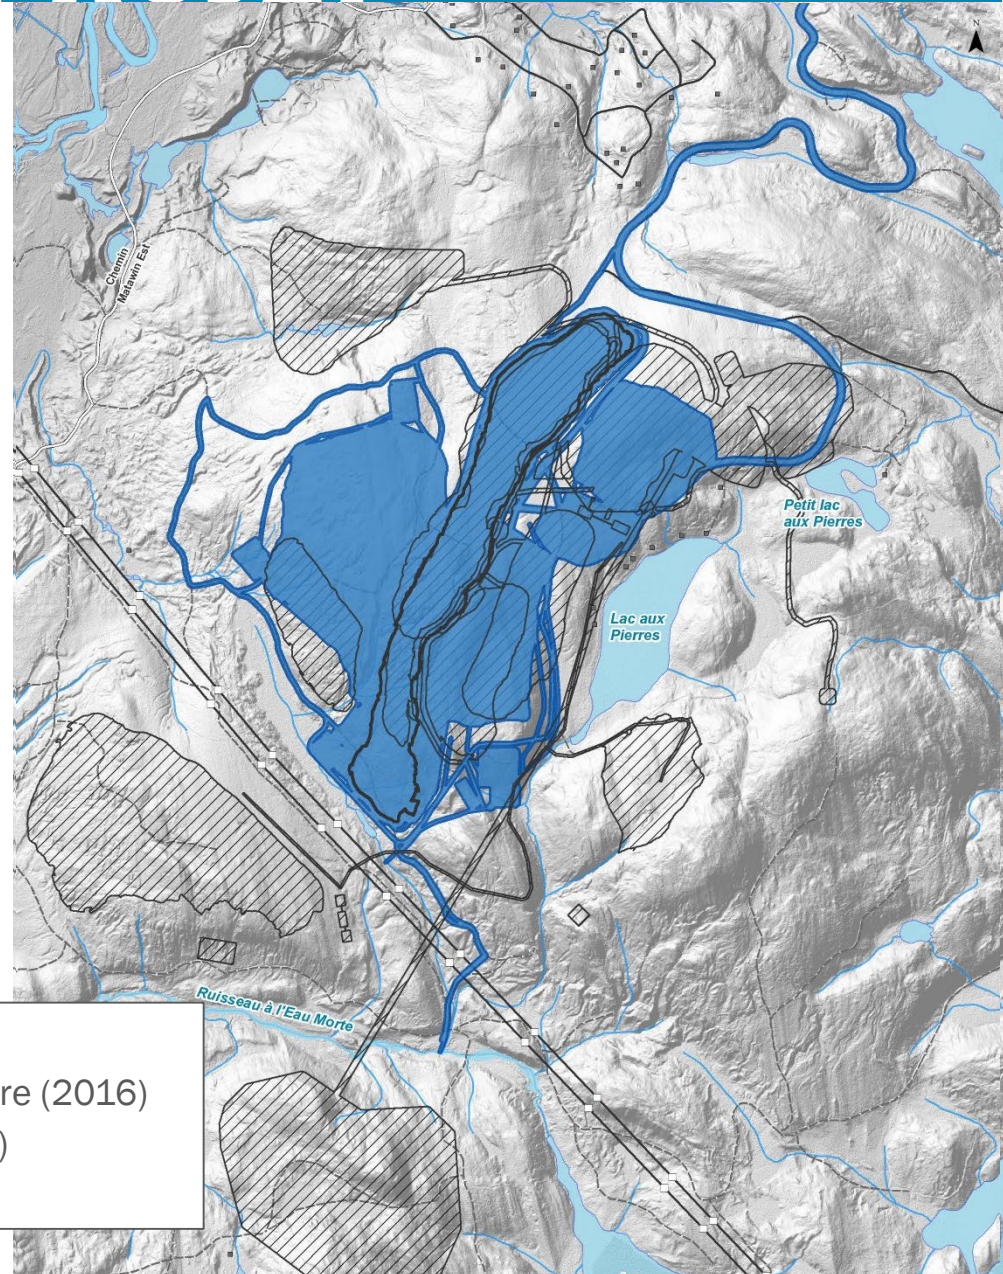 N
Chemin
Matawin Est
Petit lac
aux Pierres
Lac aux
Pierres
Ruisseau à l'Eau Morte
re (2016)
)